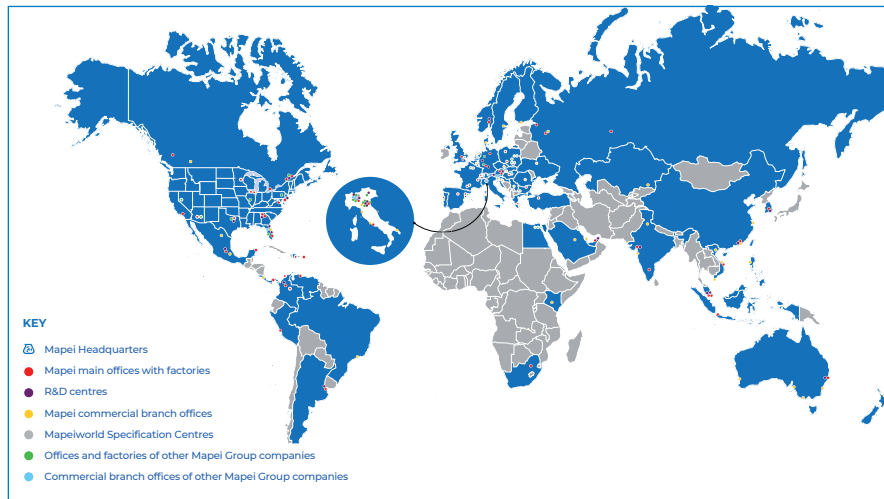 KEY
Mapei Headquarters
Mapei main offices with factories
R&D centres
Mapei commercial branch offices
Mapeiworld Specification Centres
Offices and factories of other Mapei Group companies
Commercial branch offices of other Mapei Group companies